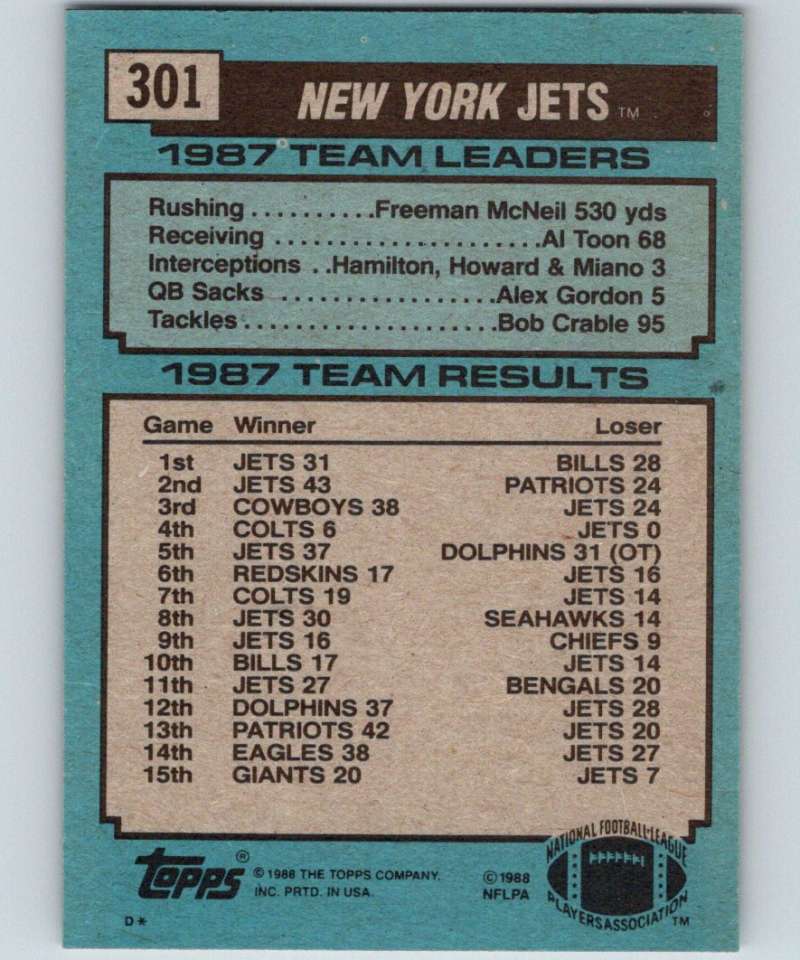 301
NEW YORK JETS TM
1987 TEAM LEADERS
Rushing..........Freeman McNeil 530 yds
Receiving ......................Al Toon 68
Interceptions ..Hamilton, Howard & Miano 3
QB Sacks .................Alex Gordon 5
Tackles......................Bob Crable 95
1987 TEAM RESULTS
Game Winner Loser
1st JETS 31 BILLS 28
2nd JETS 43 PATRIOTS 24
3rd COWBOYS 38 JETS 24
4th COLTS 6 JETS 0
5th JETS 37 DOLPHINS 31 (OT)
6th REDSKINS 17 JETS 16
7th COLTS 19 JETS 14
8th JETS 30 SEAHAWKS 14
9th JETS 16 CHIEFS 9
10th BILLS 17 JETS 14
11th JETS 27 BENGALS 20
12th DOLPHINS 37 JETS 28
13th PATRIOTS 42 JETS 20
14th EAGLES 38 JETS 27
15th GIANTS 20 JETS 7
Topps® © 1988 THE TOPPS COMPANY.
INC. PRTD. IN USA.
© 1988
NFLPA
NATIONAL FOOTBALL LEAGUE
PLAYERS ASSOCIATION TM
D*